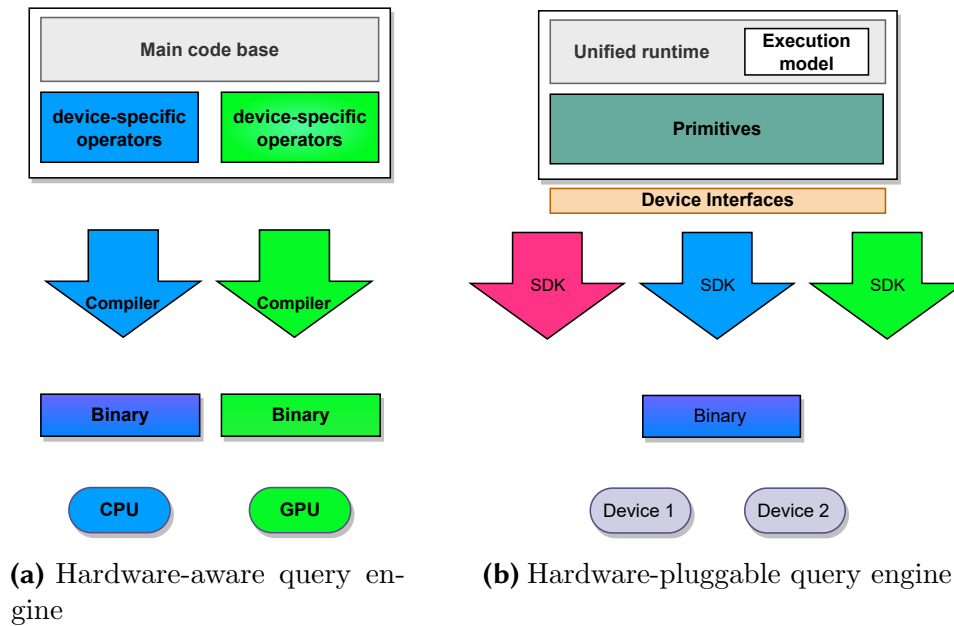 Main code base
device-specific
operators
device-specific
operators
Compiler
Compiler
Binary
Binary
CPU
GPU
(a) Hardware-aware query en-
gine
Unified runtime
Execution
model
Primitives
Device Interfaces
SDK
SDK
SDK
Binary
Device 1
Device 2
(b) Hardware-pluggable query engine